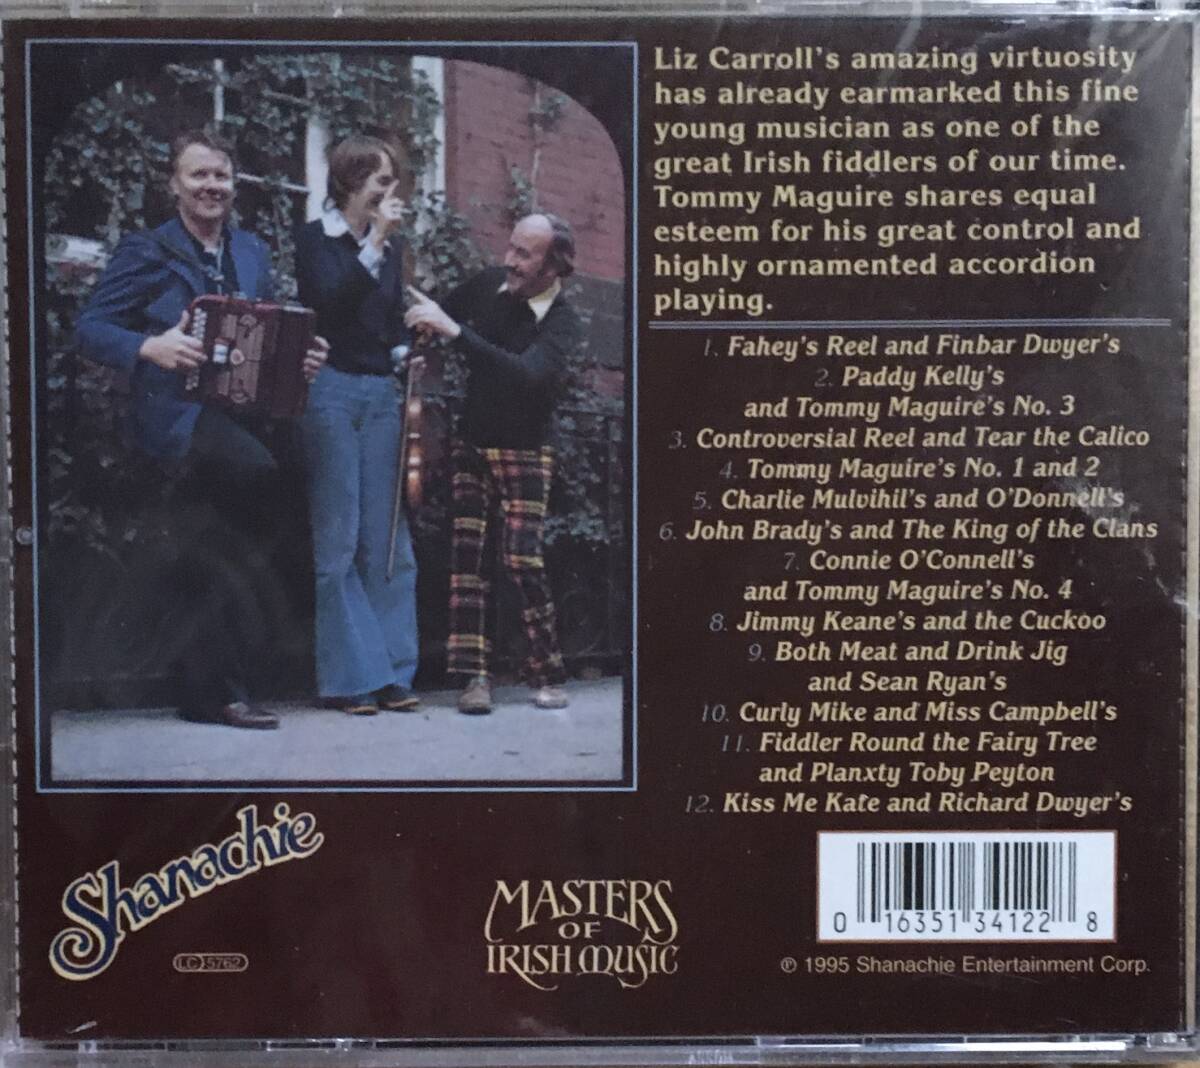 Liz Carroll's amazing virtuosity
has already earmarked this fine
young musician as one of the
great Irish fiddlers of our time.
Tommy Maguire shares equal
esteem for his great control and
highly ornamented accordion
playing.
1. Fahey's Reel and Finbar Dwyer's
2. Paddy Kelly's
and Tommy Maguire's No. 3
3. Controversial Reel and Tear the Calico
4. Tommy Maguire's No. 1 and 2
5. Charlie Mulvihil's and O'Donnell's
6. John Brady's and The King of the Clans
7. Connie O'Connell's
and Tommy Maguire's No. 4
8. Jimmy Keane's and the Cuckoo
9. Both Meat and Drink Jig
and Sean Ryan's
10. Curly Mike and Miss Campbell's
11. Fiddler Round the Fairy Tree
and Planxty Toby Peyton
12. Kiss Me Kate and Richard Dwyer's
Shanachie
LC 5762
MASTERS
OF
IRISH MUSIC
0 16351 34122 8
℗ 1995 Shanachie Entertainment Corp.